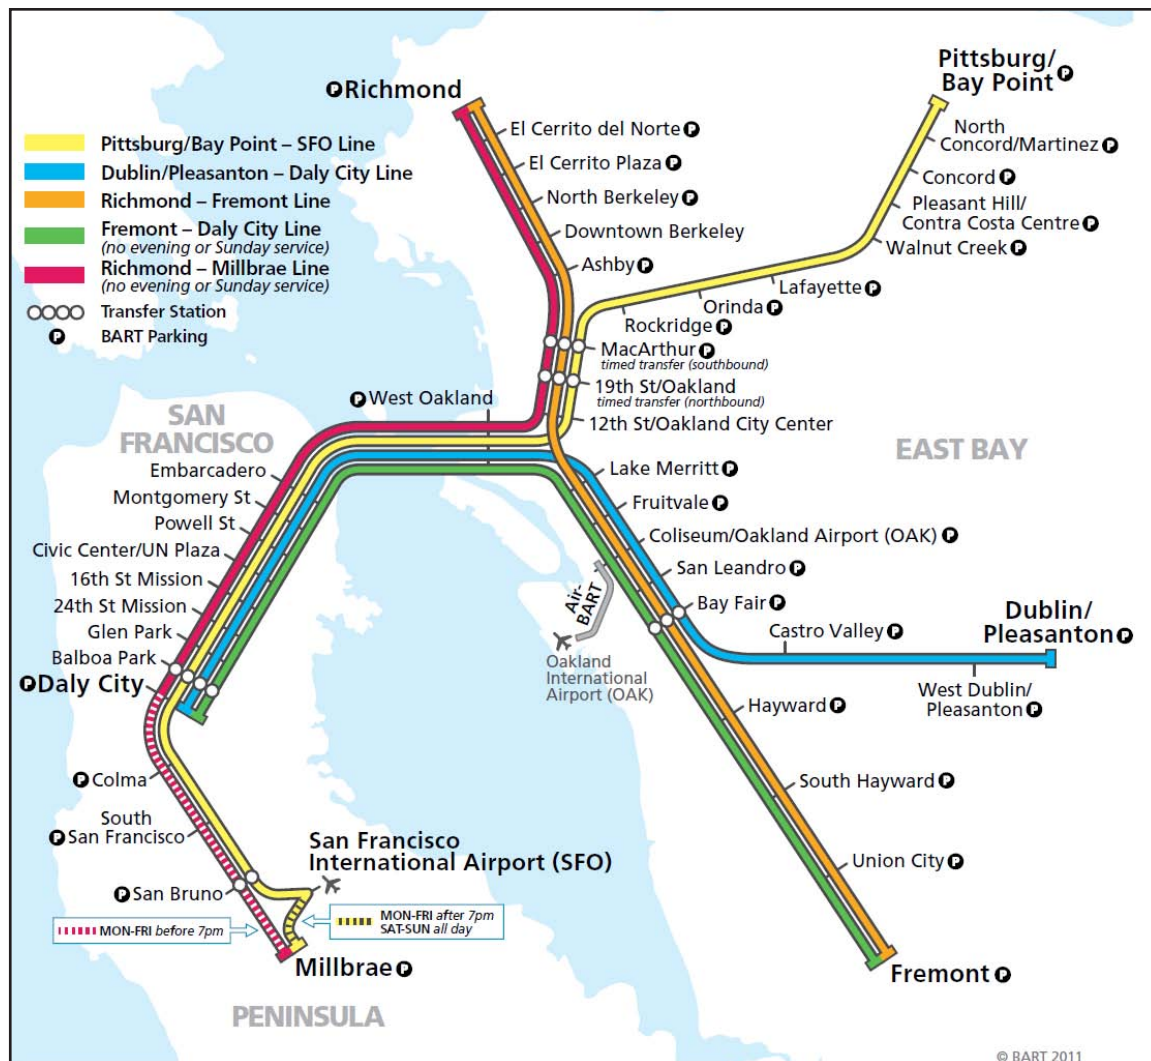 Richmond
Pittsburg/
Bay Point
Pittsburg/Bay Point – SFO Line
Dublin/Pleasanton – Daly City Line
Richmond – Fremont Line
Fremont – Daly City Line
(no evening or Sunday service)
Richmond – Millbrae Line
(no evening or Sunday service)
Transfer Station
P BART Parking
El Cerrito del Norte P
El Cerrito Plaza P
North Berkeley P
Downtown Berkeley
Ashby P
North
Concord/Martinez P
Concord P
Pleasant Hill/
Contra Costa Centre P
Walnut Creek P
Lafayette P
Orinda P
Rockridge P
MacArthur P
timed transfer (southbound)
19th St/Oakland
timed transfer (northbound)
12th St/Oakland City Center
P West Oakland
SAN
FRANCISCO
EAST BAY
Embarcadero
Montgomery St
Powell St
Civic Center/UN Plaza
16th St Mission
24th St Mission
Glen Park
Balboa Park
P Daly City
Lake Merritt P
Fruitvale P
Coliseum/Oakland Airport (OAK) P
San Leandro P
Bay Fair P
Air-
BART
Oakland
International
Airport (OAK)
Castro Valley P
Dublin/
Pleasanton P
West Dublin/
Pleasanton P
Hayward P
South Hayward P
Union City P
Fremont P
P Colma
South
P San Francisco
San Francisco
International Airport (SFO)
P San Bruno
MON-FRI before 7pm
MON-FRI after 7pm
SAT-SUN all day
Millbrae P
PENINSULA
© BART 2011